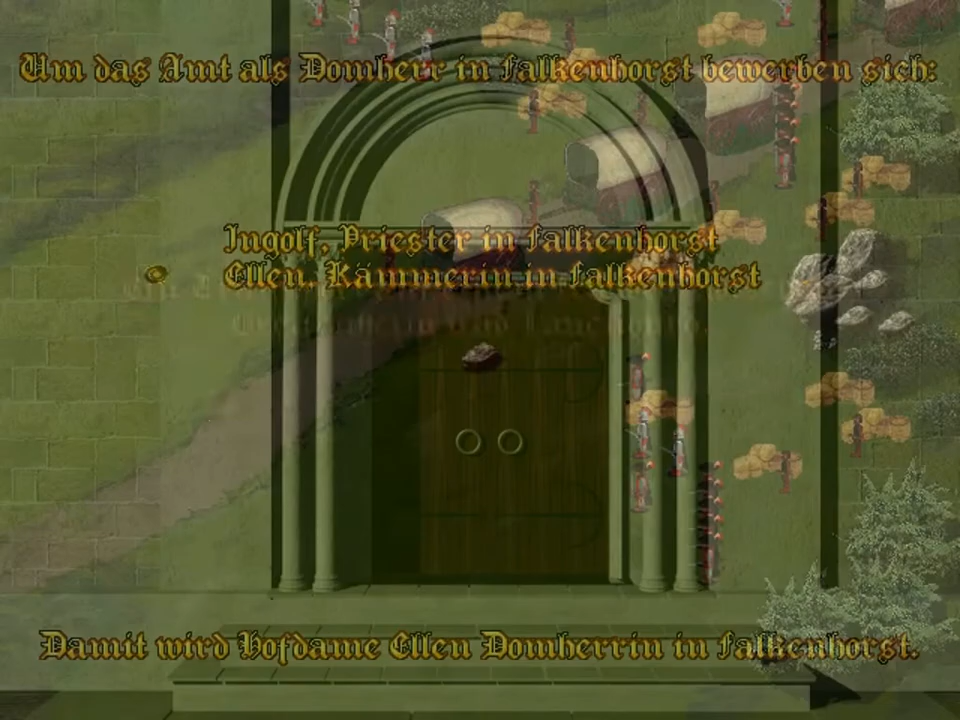 Um das Amt als Domherr in Falkenhorst bewerben sich:
Ingolf, Priester in Falkenhorst
Ellen, Kämmerin in Falkenhorst
Damit wird Hofdame Ellen Domherrin in Falkenhorst.